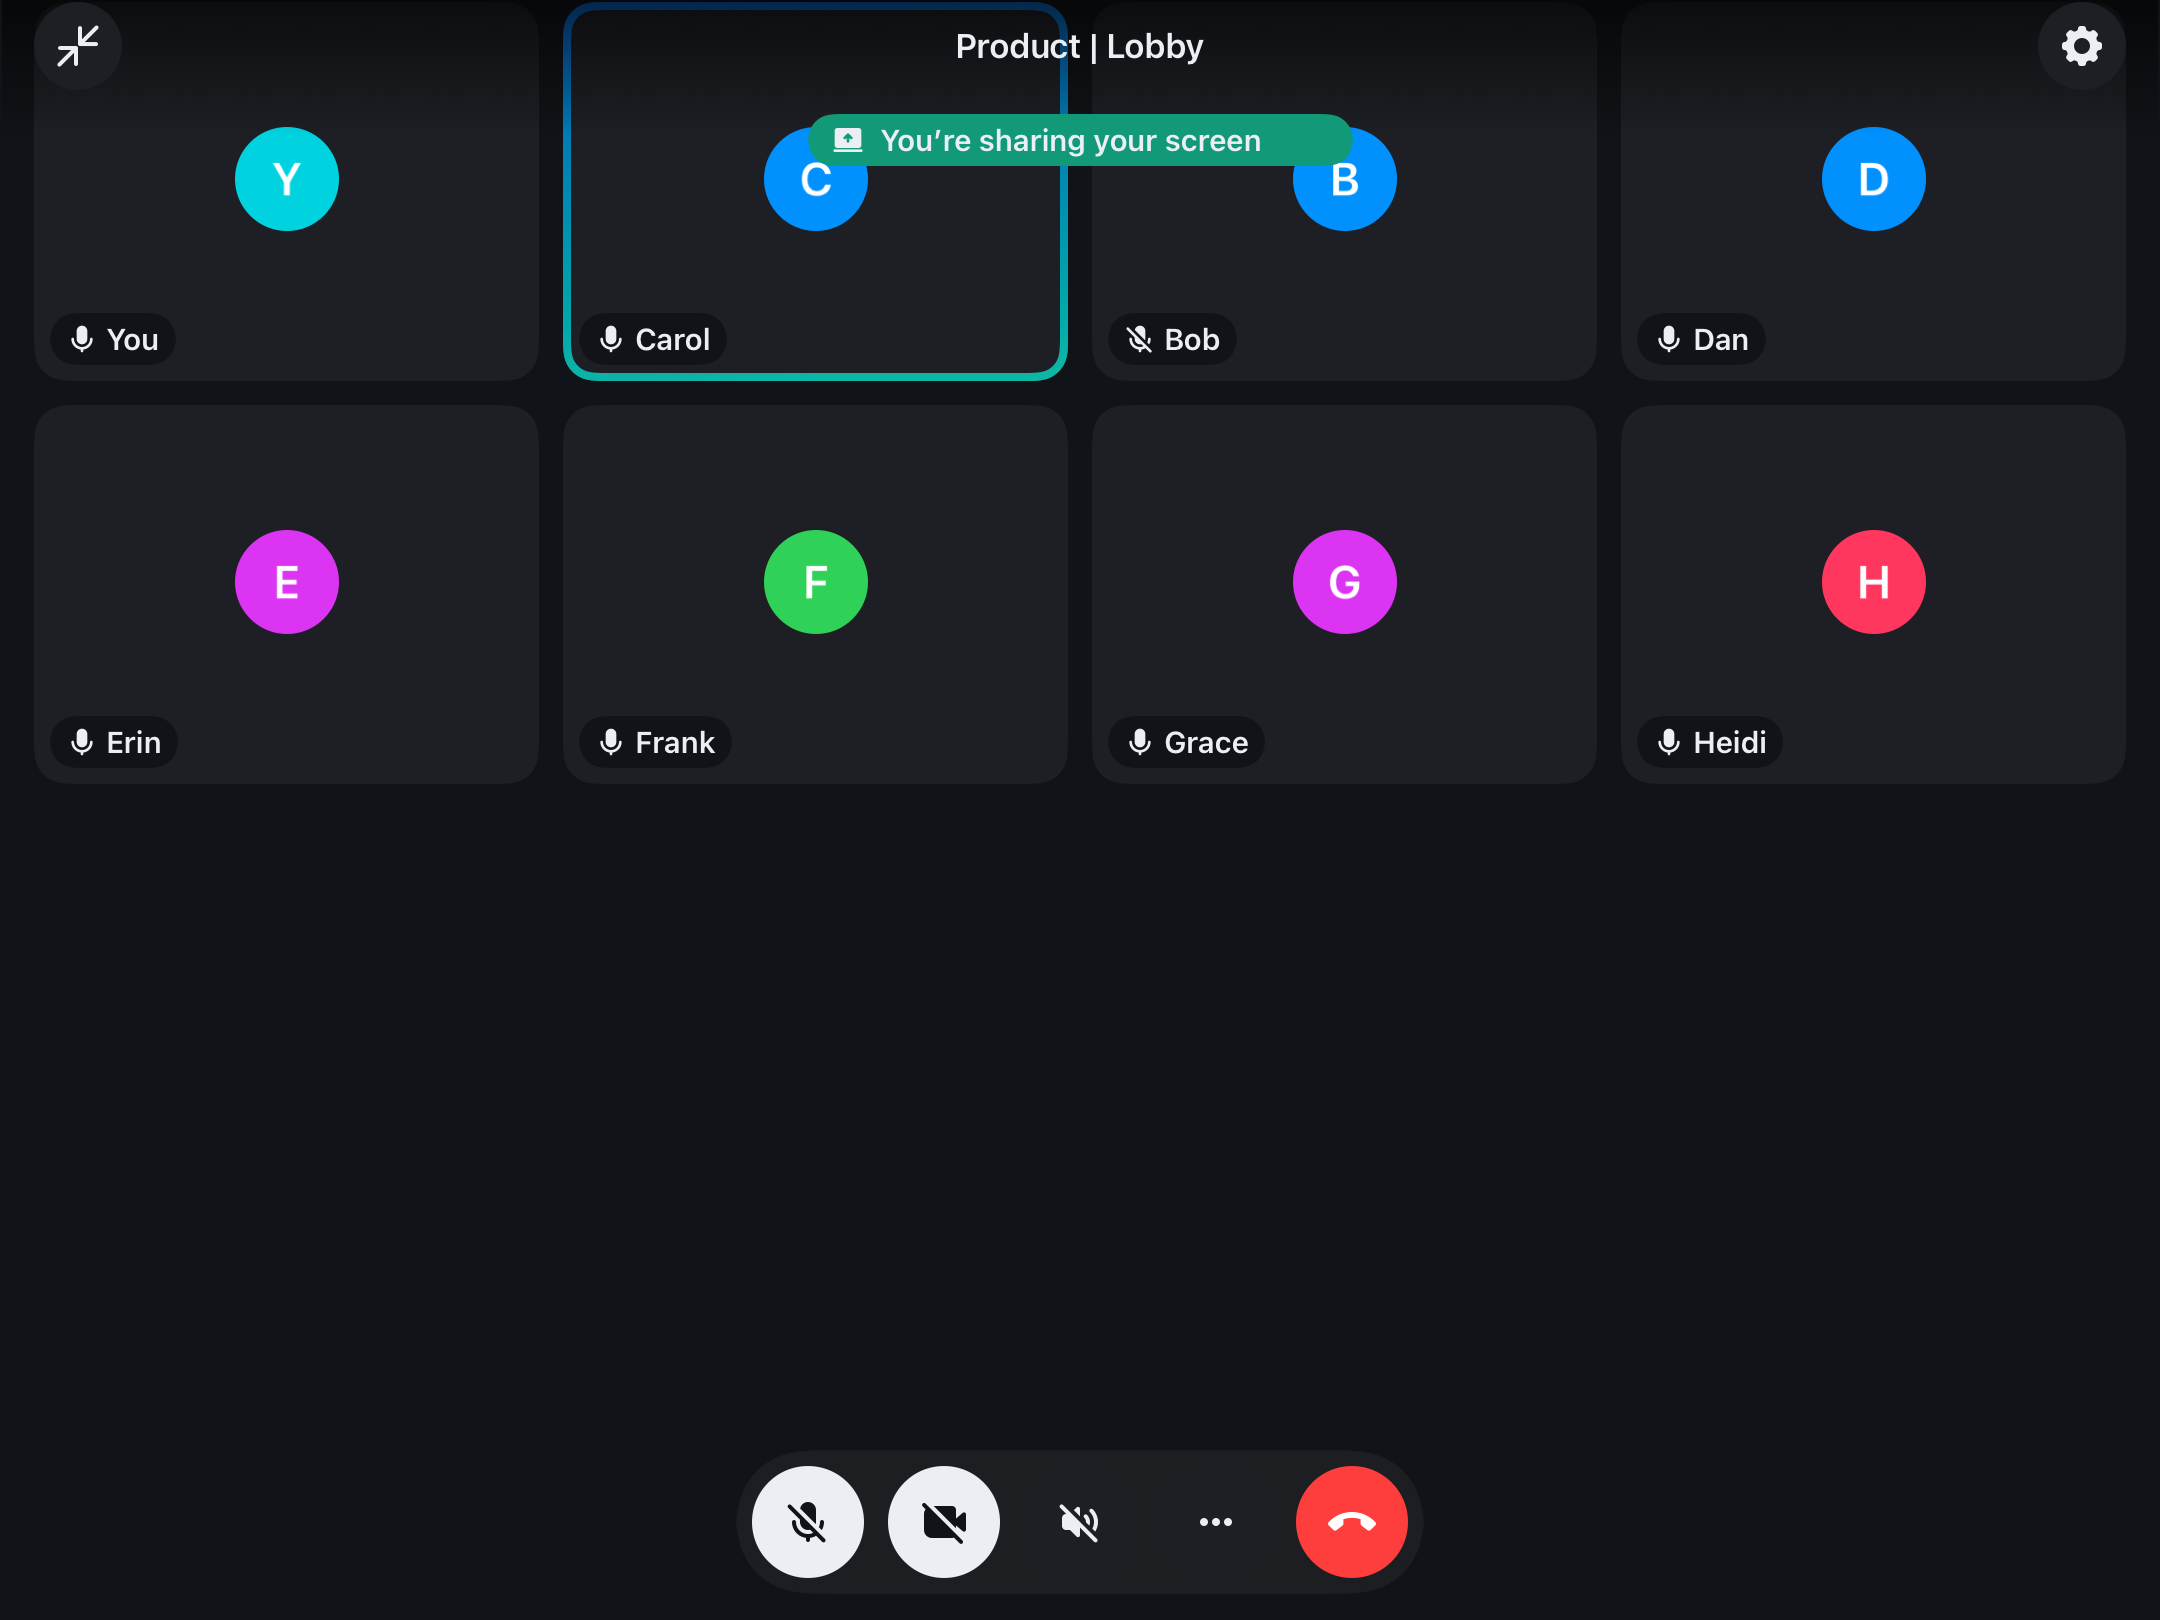 Product | Lobby
You’re sharing your screen
Y
C
B
D
You
Carol
Bob
Dan
E
F
G
H
Erin
Frank
Grace
Heidi